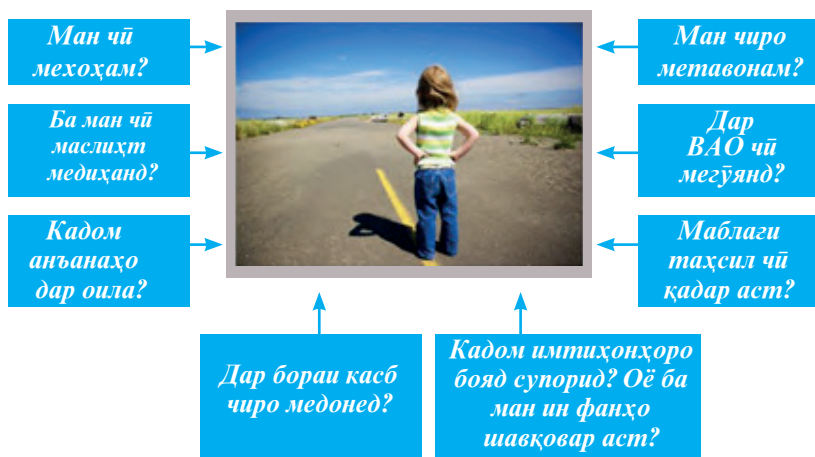 Ман чӣ
мехоҳам?
Ман чиро
метавонам?
Ба ман чӣ
маслиҳт
медиҳанд?
Дар
ВАО чӣ
мегӯянд?
Кадом
анъанаҳо
дар оила?
Маблағи
таҳсил чӣ
қадар аст?
Дар бораи касб
чиро медонед?
Кадом имтиҳонҳоро
бояд супорид? Оё ба
ман ин фанҳо
шавқовар аст?